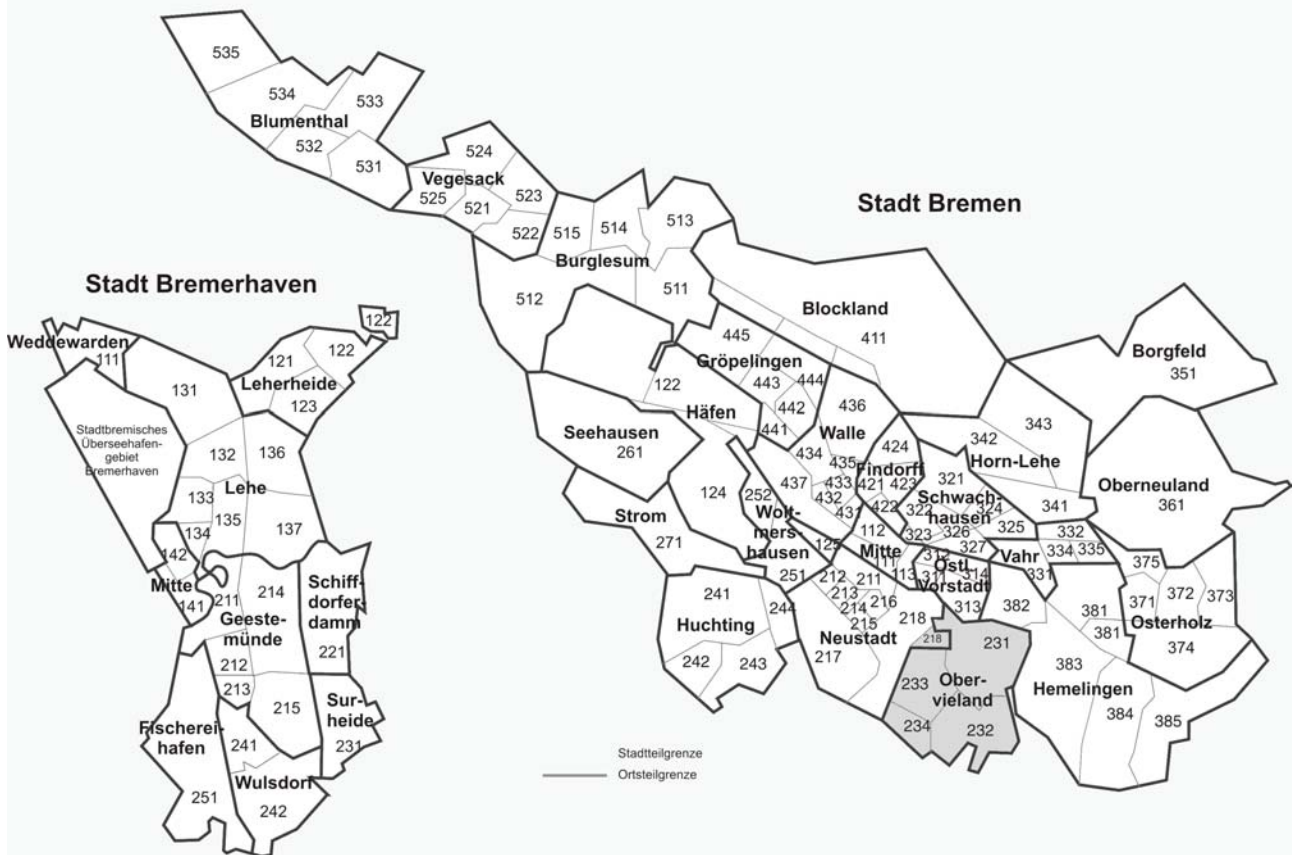 Stadt Bremen
Stadt Bremerhaven
535
534
533
Blumenthal
532
531
524
Vegesack
525
521
523
522
515
514
513
Burglesum
512
511
Blockland
411
445
Gröpelingen
443
444
122
442
Häfen
441
436
Walle
434
435
437
433
432
431
424
Findorff
421
423
422
Borgfeld
351
343
342
Horn-Lehe
341
321
Schwach-
hausen
322
324
325
323
326
327
Oberneuland
361
Seehausen
261
124
252
Strom
271
Wolt-
mers-
hausen
125
251
112
Mitte
111
113
312
Östl.
311
314
Vorstadt
313
Vahr
332
334
335
331
375
372
373
371
Osterholz
374
241
244
Huchting
242
243
212
211
213
214
216
215
218
Neustadt
217
218
231
233
Ober-
vieland
234
232
382
381
381
383
Hemelingen
384
385
122
Weddewarden
111
121
122
Leherheide
123
131
Stadtbremisches
Überseehafen-
gebiet
Bremerhaven
132
136
Lehe
133
135
134
137
142
Mitte
141
211
214
Geeste-
münde
Schiff-
dorfer-
damm
221
212
213
215
Sur-
heide
231
Fischerei-
hafen
241
Wulsdorf
251
242
Stadtteilgrenze
Ortsteilgrenze